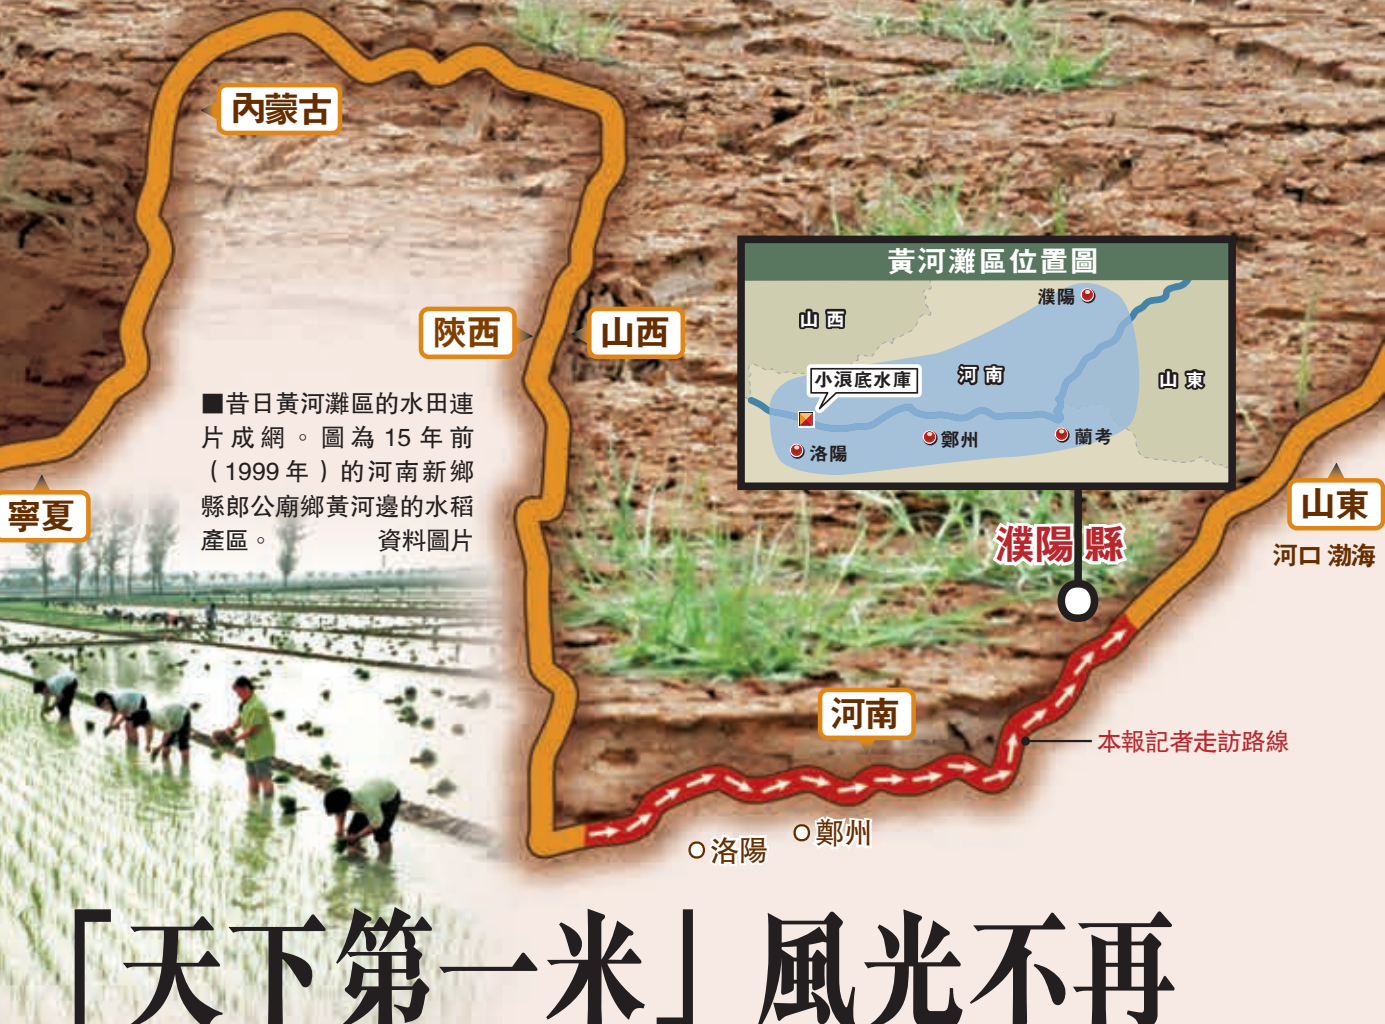 內蒙古
黃河灘區位置圖
濮陽
山西
河南
山東
小浪底水庫
鄭州
蘭考
洛陽
陝西
山西
■昔日黃河灘區的水田連
片成網。圖為15年前
（1999年）的河南新鄉
縣郎公廟鄉黃河邊的水稻
產區。 資料圖片
寧夏
山東
河口 渤海
濮陽縣
河南
本報記者走訪路線
洛陽
鄭州
「天下第一米」風光不再